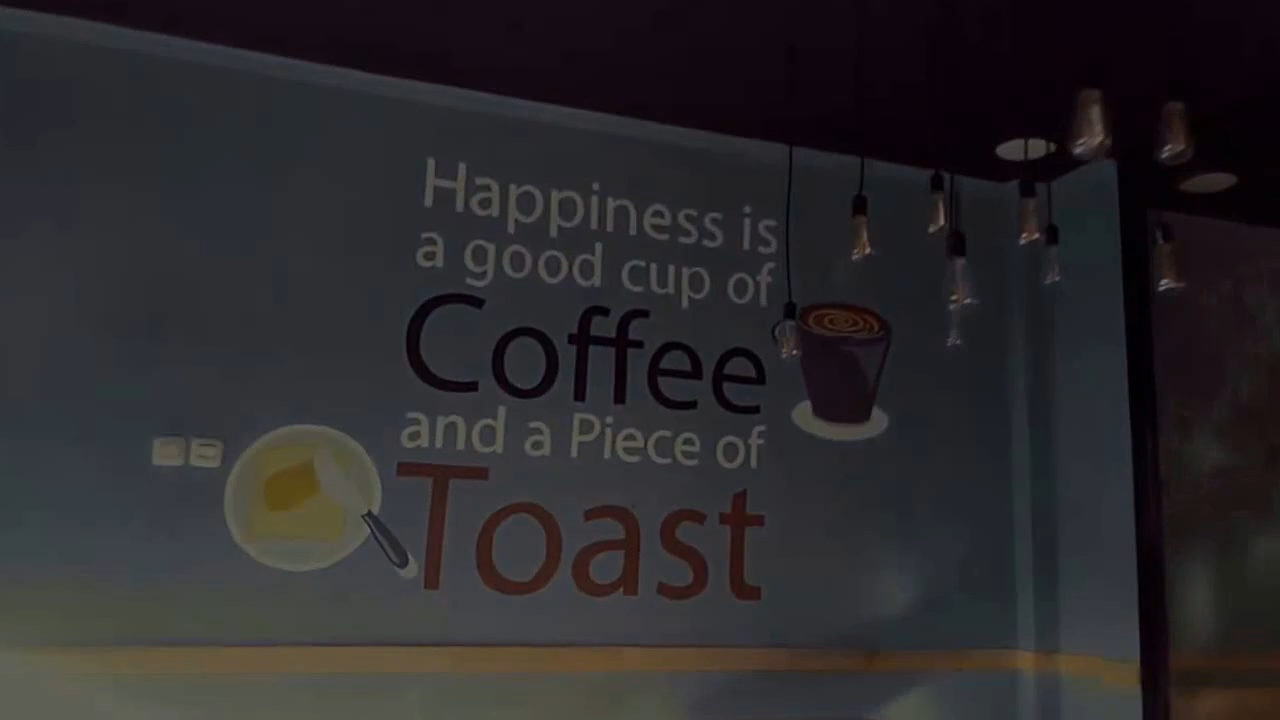 Happiness is
a good cup of
Coffee
and a Piece of
Toast